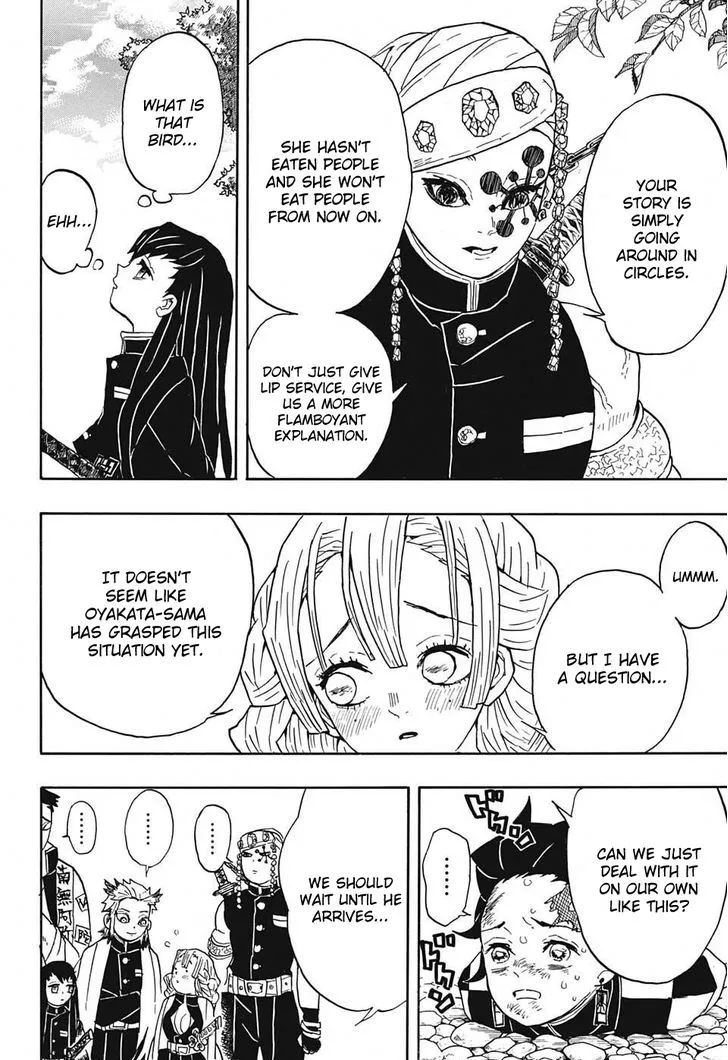 YOUR
STORY IS
SIMPLY
GOING
AROUND IN
CIRCLES.
SHE HASN'T
EATEN PEOPLE
AND SHE WON'T
EAT PEOPLE
FROM NOW ON.
DON'T JUST GIVE
LIP SERVICE, GIVE
US A MORE
FLAMBOYANT
EXPLANATION.
WHAT IS
THAT
BIRD...
EHH...
UMMM.
BUT I HAVE
A QUESTION...
IT DOESN'T
SEEM LIKE
OYAKATA-SAMA
HAS GRASPED THIS
SITUATION YET.
CAN WE JUST
DEAL WITH IT
ON OUR OWN
LIKE THIS?
......
WE SHOULD
WAIT UNTIL HE
ARRIVES...
......
......
......
南無阿